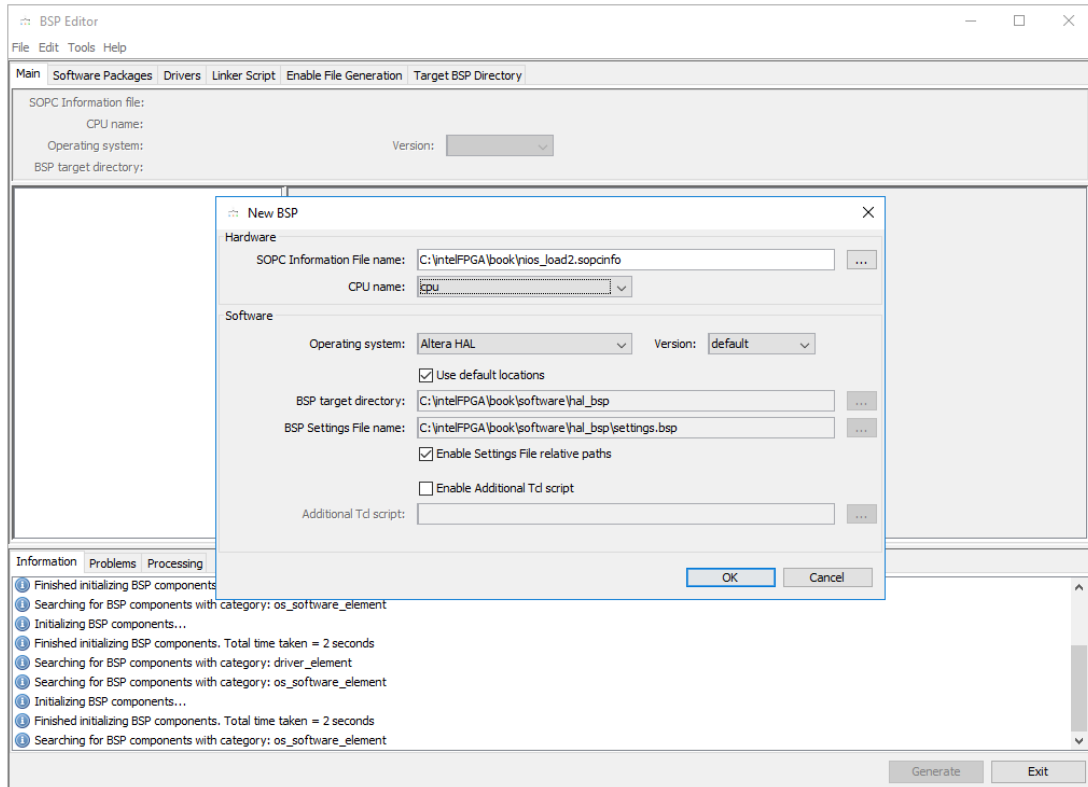 BSP Editor
File Edit Tools Help
Main Software Packages Drivers Linker Script Enable File Generation Target BSP Directory
SOPC Information file:
CPU name:
Operating system: Version:
BSP target directory:
New BSP
Hardware
SOPC Information File name: C:\intelFPGA\book\nios_load2.sopcinfo ...
CPU name: cpu
Software
Operating system: Altera HAL Version: default
Use default locations
BSP target directory: C:\intelFPGA\book\software\hal_bsp ...
BSP Settings File name: C:\intelFPGA\book\software\hal_bsp\settings.bsp ...
Enable Settings File relative paths
Enable Additional Tcl script
Additional Tcl script: ...
OK Cancel
Information Problems Processing
Finished initializing BSP components
Searching for BSP components with category: os_software_element
Initializing BSP components...
Finished initializing BSP components. Total time taken = 2 seconds
Searching for BSP components with category: driver_element
Searching for BSP components with category: os_software_element
Initializing BSP components...
Finished initializing BSP components. Total time taken = 2 seconds
Searching for BSP components with category: os_software_element
Generate Exit